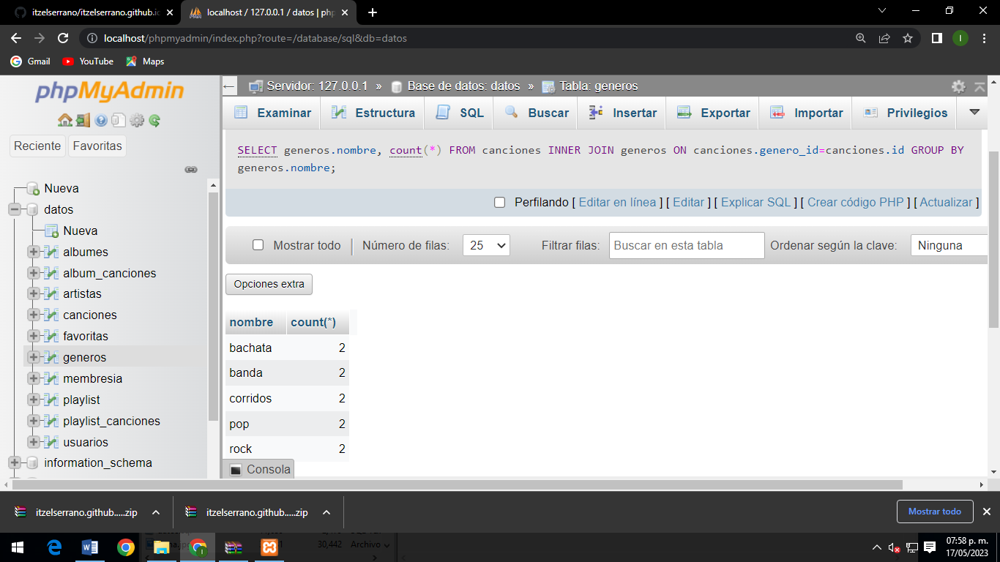 itzelserrano/itzelserrano.github.io
localhost / 127.0.0.1 / datos | php
localhost/phpmyadmin/index.php?route=/database/sql&db=datos
I
Gmail YouTube Maps
phpMyAdmin
Reciente Favoritas
Nueva
datos
Nueva
albumes
album_canciones
artistas
canciones
favoritas
generos
membresia
playlist
playlist_canciones
usuarios
information_schema
Servidor: 127.0.0.1 » Base de datos: datos » Tabla: generos
Examinar Estructura SQL Buscar Insertar Exportar Importar Privilegios
SELECT generos.nombre, count(*) FROM canciones INNER JOIN generos ON canciones.genero_id=canciones.id GROUP BY
generos.nombre;
Perfilando [ Editar en línea ] [ Editar ] [ Explicar SQL ] [ Crear código PHP ] [ Actualizar ]
Mostrar todo Número de filas: 25 Filtrar filas: Buscar en esta tabla Ordenar según la clave: Ninguna
Opciones extra
nombre count(*)
bachata 2
banda 2
corridos 2
pop 2
rock 2
Consola
itzelserrano.github.....zip itzelserrano.github.....zip Mostrar todo
30,442 Archivo
07:58 p. m.
17/05/2023